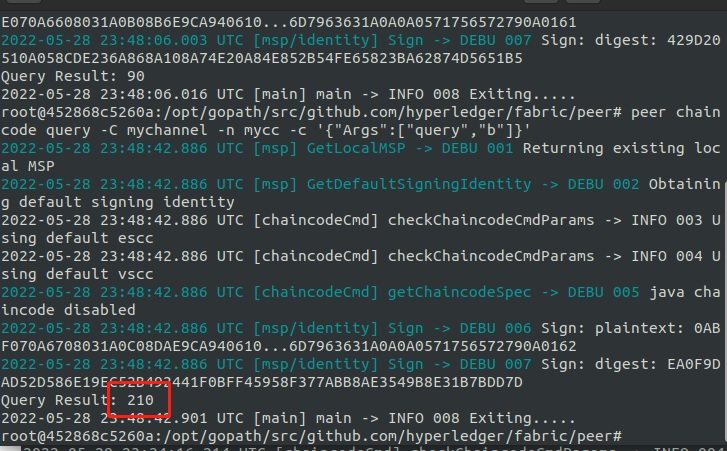 E070A6608031A0B08B6E9CA940610...6D7963631A0A0A0571756572790A0161
2022-05-28 23:48:06.003 UTC [msp/identity] Sign -> DEBU 007 Sign: digest: 429D20
510A058CDE236A868A108A74E20A84E852B54FE65823BA62874D5651B5
Query Result: 90
2022-05-28 23:48:06.016 UTC [main] main -> INFO 008 Exiting.....
root@452868c5260a:/opt/gopath/src/github.com/hyperledger/fabric/peer# peer chain
code query -C mychannel -n mycc -c '{"Args":["query","b"]}'
2022-05-28 23:48:42.886 UTC [msp] GetLocalMSP -> DEBU 001 Returning existing loc
al MSP
2022-05-28 23:48:42.886 UTC [msp] GetDefaultSigningIdentity -> DEBU 002 Obtainin
g default signing identity
2022-05-28 23:48:42.886 UTC [chaincodeCmd] checkChaincodeCmdParams -> INFO 003 U
sing default escc
2022-05-28 23:48:42.886 UTC [chaincodeCmd] checkChaincodeCmdParams -> INFO 004 U
sing default vscc
2022-05-28 23:48:42.886 UTC [chaincodeCmd] getChaincodeSpec -> DEBU 005 java cha
incode disabled
2022-05-28 23:48:42.886 UTC [msp/identity] Sign -> DEBU 006 Sign: plaintext: 0AB
F070A6708031A0C08DAE9CA940610...6D7963631A0A0A0571756572790A0162
2022-05-28 23:48:42.886 UTC [msp/identity] Sign -> DEBU 007 Sign: digest: EA0F9D
Query Result: 210
2022-05-28 23:48:42.901 UTC [main] main -> INFO 008 Exiting.....
root@452868c5260a:/opt/gopath/src/github.com/hyperledger/fabric/peer#